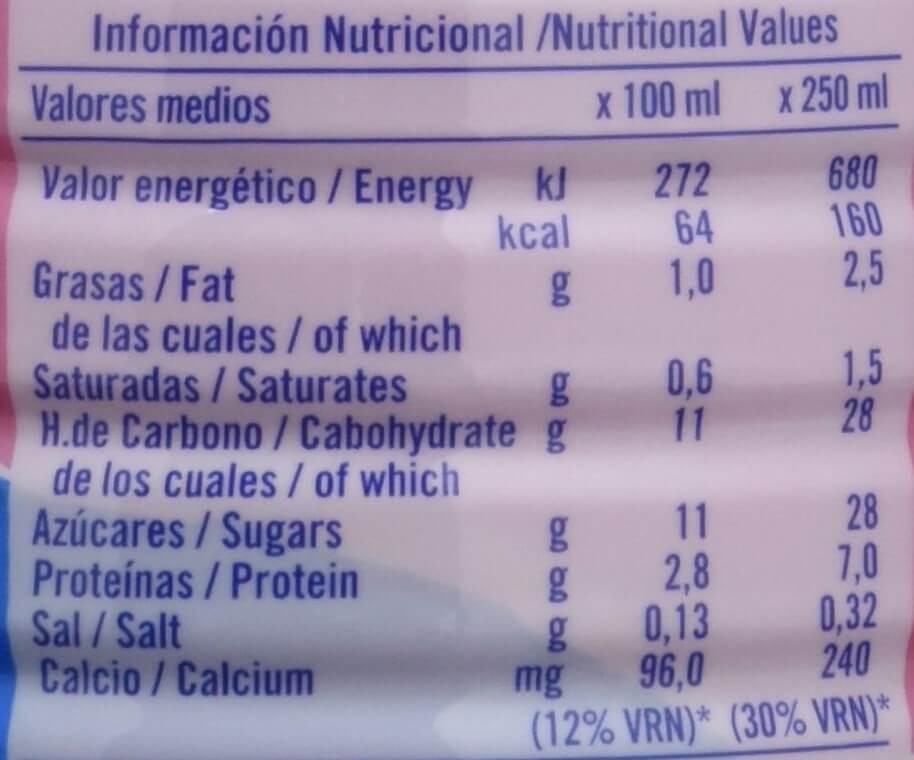 Información Nutricional /Nutritional Values
Valores medios x 100 ml x 250 ml
Valor energético / Energy kJ 272 680
kcal 64 160
Grasas / Fat g 1,0 2,5
de las cuales / of which
Saturadas / Saturates g 0,6 1,5
H.de Carbono / Cabohydrate g 11 28
de los cuales / of which
Azúcares / Sugars g 11 28
Proteínas / Protein g 2,8 7,0
Sal / Salt g 0,13 0,32
Calcio / Calcium mg 96,0 240
(12% VRN)* (30% VRN)*